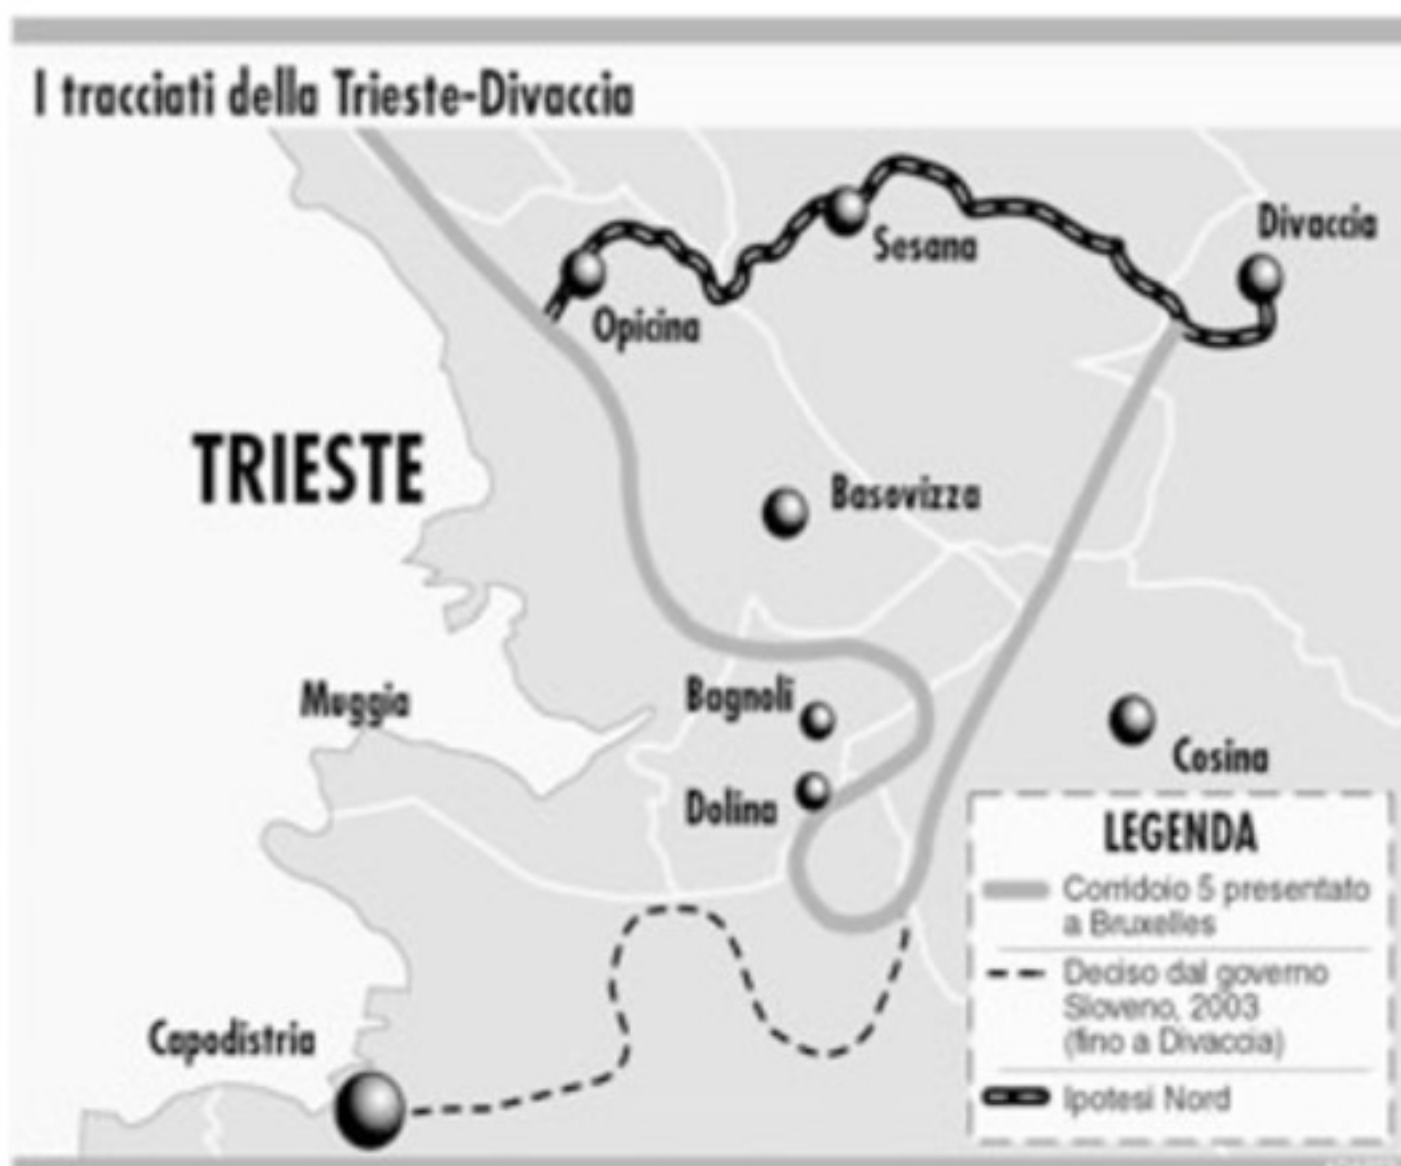 I tracciati della Trieste-Divaccia
Divaccia
Sesana
Opicina
TRIESTE
Basovizza
Muggia
Bagnoli
Cosina
Dolina
LEGENDA
Corridoio 5 presentato
a Bruxelles
Deciso dal governo
Sloveno, 2003
(fino a Divaccia)
Capodistria
Ipotesi Nord